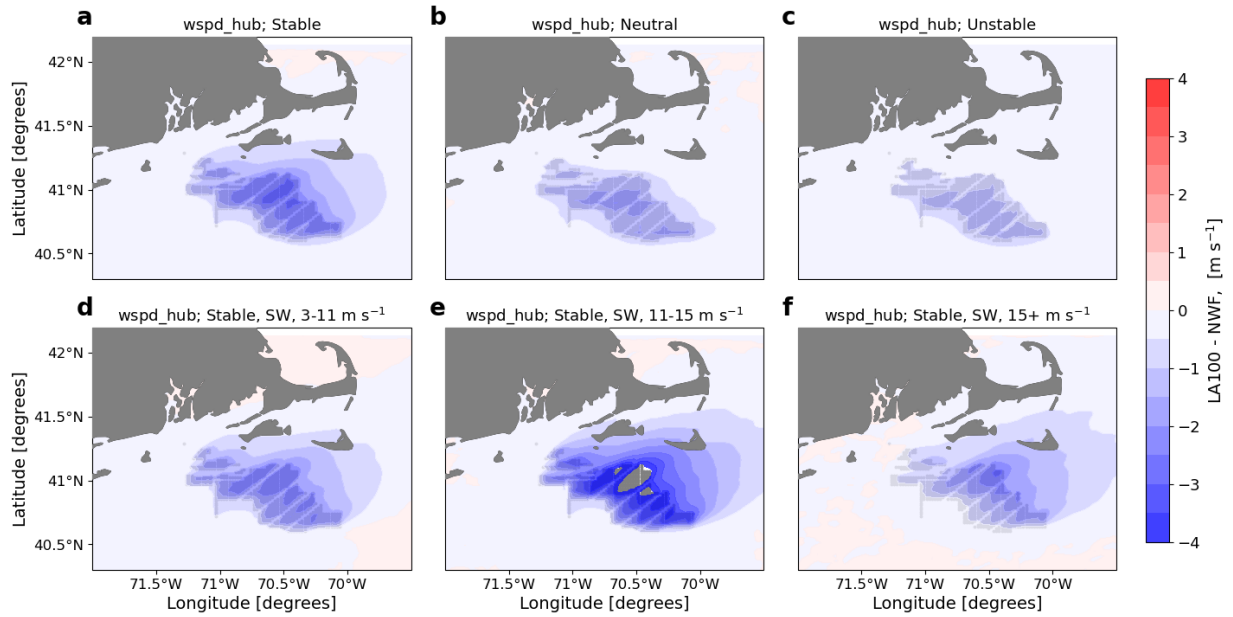 a
wspd_hub; Stable
b
wspd_hub; Neutral
c
wspd_hub; Unstable
42°N
41.5°N
41°N
40.5°N
Latitude [degrees]
d
wspd_hub; Stable, SW, 3-11 m s⁻¹
e
wspd_hub; Stable, SW, 11-15 m s⁻¹
f
wspd_hub; Stable, SW, 15+ m s⁻¹
42°N
41.5°N
41°N
40.5°N
Latitude [degrees]
71.5°W 71°W 70.5°W 70°W
Longitude [degrees]
71.5°W 71°W 70.5°W 70°W
Longitude [degrees]
71.5°W 71°W 70.5°W 70°W
Longitude [degrees]
4
3
2
1
0
−1
−2
−3
−4
LA100 - NWF, [m s⁻¹]